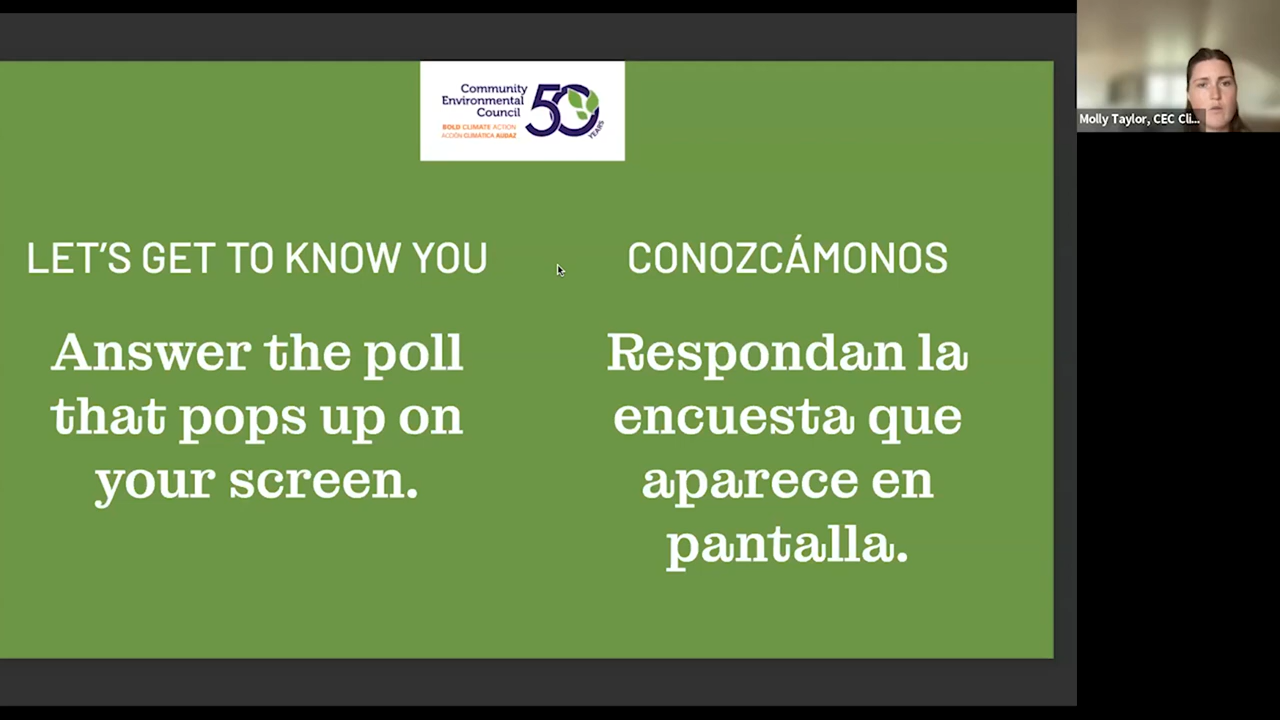 Community
Environmental
Council
BOLD CLIMATE ACTION
ACCIÓN CLIMÁTICA AUDAZ
50
YEARS
Molly Taylor, CEC Cli...
LET'S GET TO KNOW YOU
Answer the poll
that pops up on
your screen.
CONOZCÁMONOS
Respondan la
encuesta que
aparece en
pantalla.